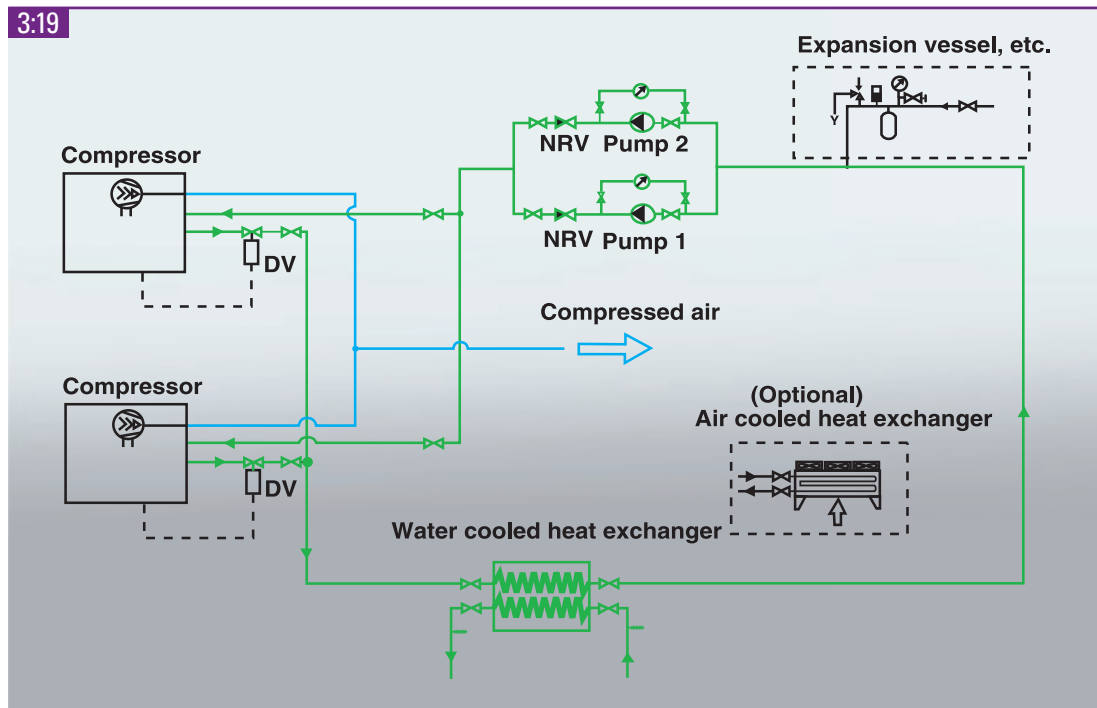 3:19
Expansion vessel, etc.
Y
NRV Pump 2
Compressor
NRV Pump 1
DV
Compressed air
Compressor
(Optional)
Air cooled heat exchanger
DV
Water cooled heat exchanger